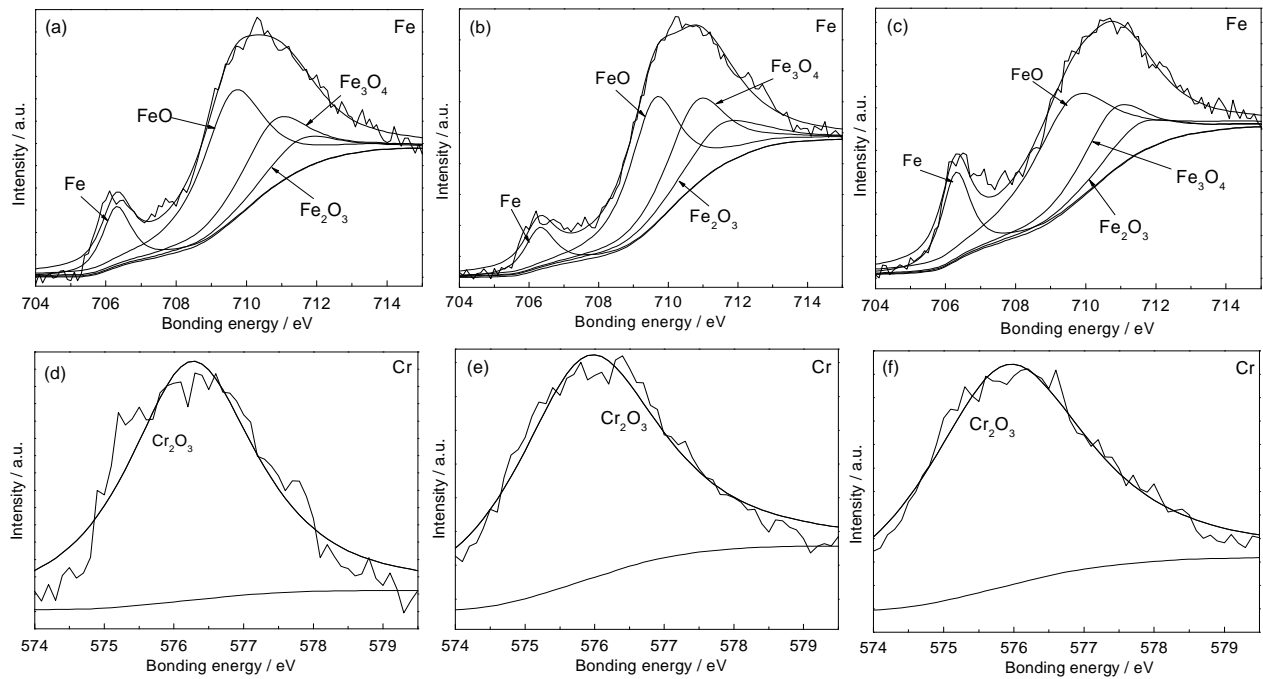 (a)
Fe
Fe3O4
FeO
Fe
Fe2O3
Intensity / a.u.
704 706 708 710 712 714
Bonding energy / eV
(b)
Fe
FeO
Fe3O4
Fe
Fe2O3
Intensity / a.u.
704 706 708 710 712 714
Bonding energy / eV
(c)
Fe
FeO
Fe
Fe3O4
Fe2O3
Intensity / a.u.
704 706 708 710 712 714
Bonding energy / eV
(d)
Cr
Cr2O3
Intensity / a.u.
574 575 576 577 578 579
Bonding energy / eV
(e)
Cr
Cr2O3
Intensity / a.u.
574 575 576 577 578 579
Bonding energy / eV
(f)
Cr
Cr2O3
Intensity / a.u.
574 575 576 577 578 579
Bonding energy / eV